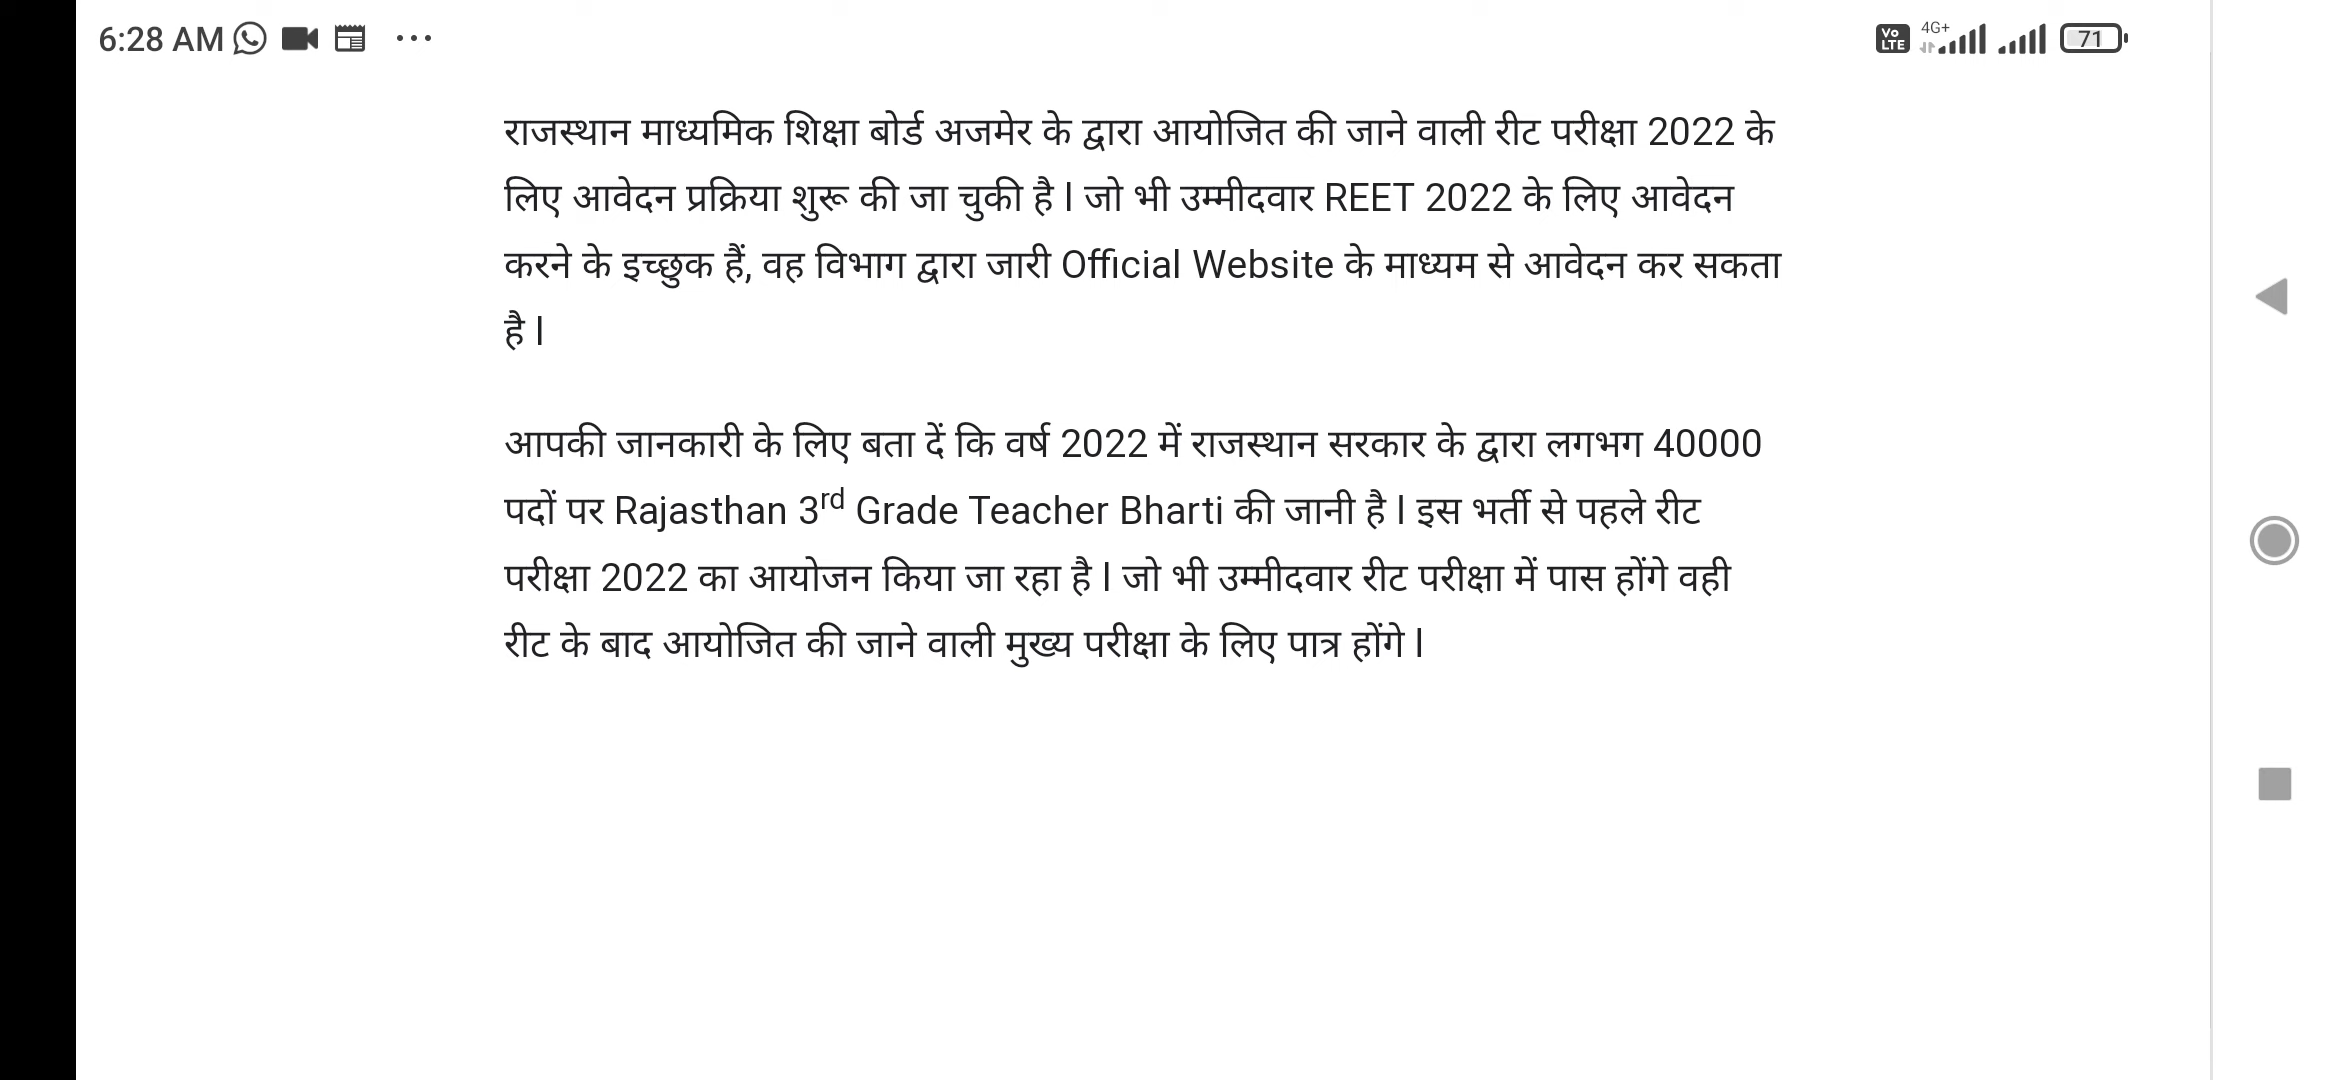 6:28 AM
Vo LTE 4G+ 71
राजस्थान माध्यमिक शिक्षा बोर्ड अजमेर के द्वारा आयोजित की जाने वाली रीट परीक्षा 2022 के
लिए आवेदन प्रक्रिया शुरू की जा चुकी है l जो भी उम्मीदवार REET 2022 के लिए आवेदन
करने के इच्छुक हैं, वह विभाग द्वारा जारी Official Website के माध्यम से आवेदन कर सकता
है l
आपकी जानकारी के लिए बता दें कि वर्ष 2022 में राजस्थान सरकार के द्वारा लगभग 40000
पदों पर Rajasthan 3rd Grade Teacher Bharti की जानी है l इस भर्ती से पहले रीट
परीक्षा 2022 का आयोजन किया जा रहा है l जो भी उम्मीदवार रीट परीक्षा में पास होंगे वही
रीट के बाद आयोजित की जाने वाली मुख्य परीक्षा के लिए पात्र होंगे l